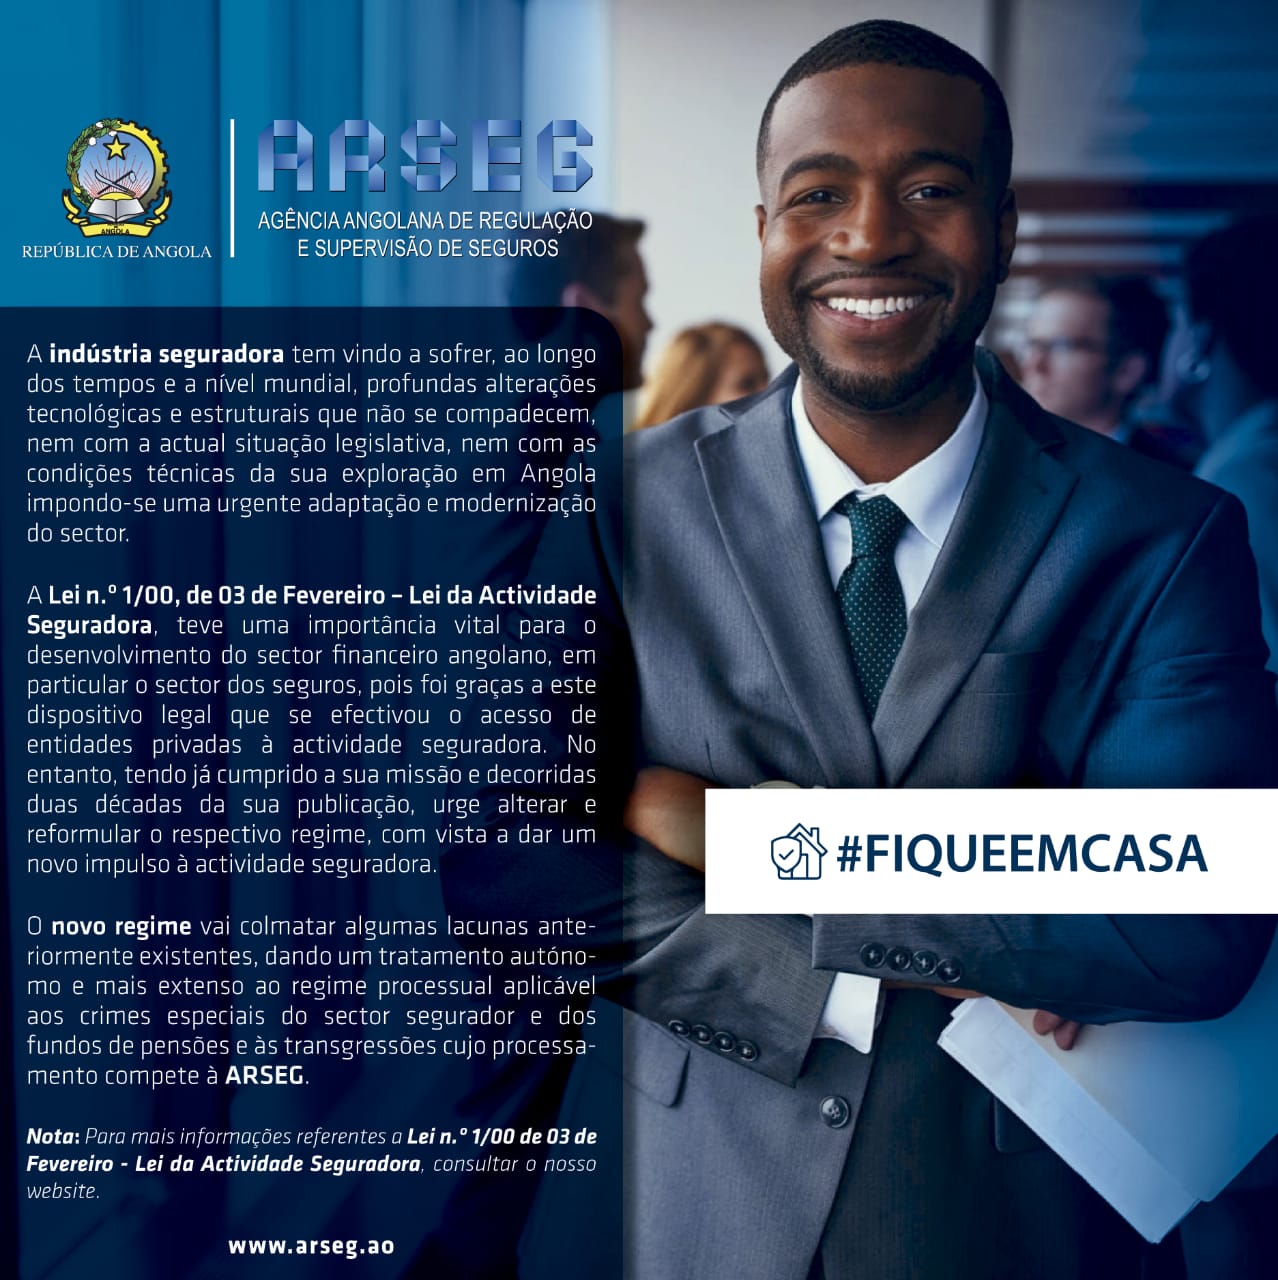 ANGOLA
REPÚBLICA DE ANGOLA
ARSEG
AGÊNCIA ANGOLANA DE REGULAÇÃO
E SUPERVISÃO DE SEGUROS
A indústria seguradora tem vindo a sofrer, ao longo
dos tempos e a nível mundial, profundas alterações
tecnológicas e estruturais que não se compadecem,
nem com a actual situação legislativa, nem com as
condições técnicas da sua exploração em Angola
impondo-se uma urgente adaptação e modernização
do sector.
A Lei n.º 1/00, de 03 de Fevereiro – Lei da Actividade
Seguradora, teve uma importância vital para o
desenvolvimento do sector financeiro angolano, em
particular o sector dos seguros, pois foi graças a este
dispositivo legal que se efectivou o acesso de
entidades privadas à actividade seguradora. No
entanto, tendo já cumprido a sua missão e decorridas
duas décadas da sua publicação, urge alterar e
reformular o respectivo regime, com vista a dar um
novo impulso à actividade seguradora.
O novo regime vai colmatar algumas lacunas ante-
riormente existentes, dando um tratamento autóno-
mo e mais extenso ao regime processual aplicável
aos crimes especiais do sector segurador e dos
fundos de pensões e às transgressões cujo processa-
mento compete à ARSEG.
Nota: Para mais informações referentes a Lei n.º 1/00 de 03 de
Fevereiro - Lei da Actividade Seguradora, consultar o nosso
website.
www.arseg.ao
#FIQUEEMCASA